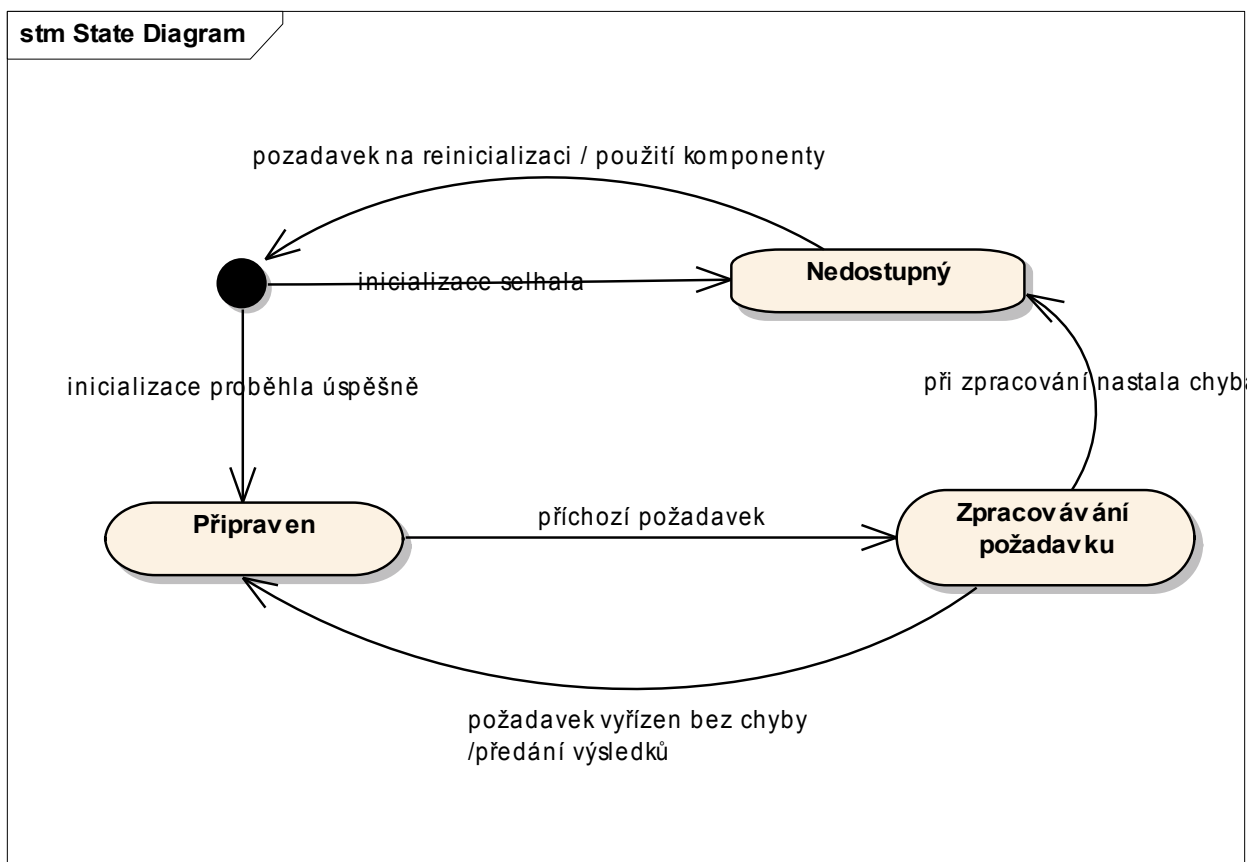 stm State Diagram
pozadavek na reinicializaci / použití komponenty
Nedostupný
inicializace selhala
inicializace proběhla úspěšně
při zpracování nastala chyba
Připraven
příchozí požadavek
Zpracovávání
požadavku
požadavek vyřízen bez chyby
/předání výsledků